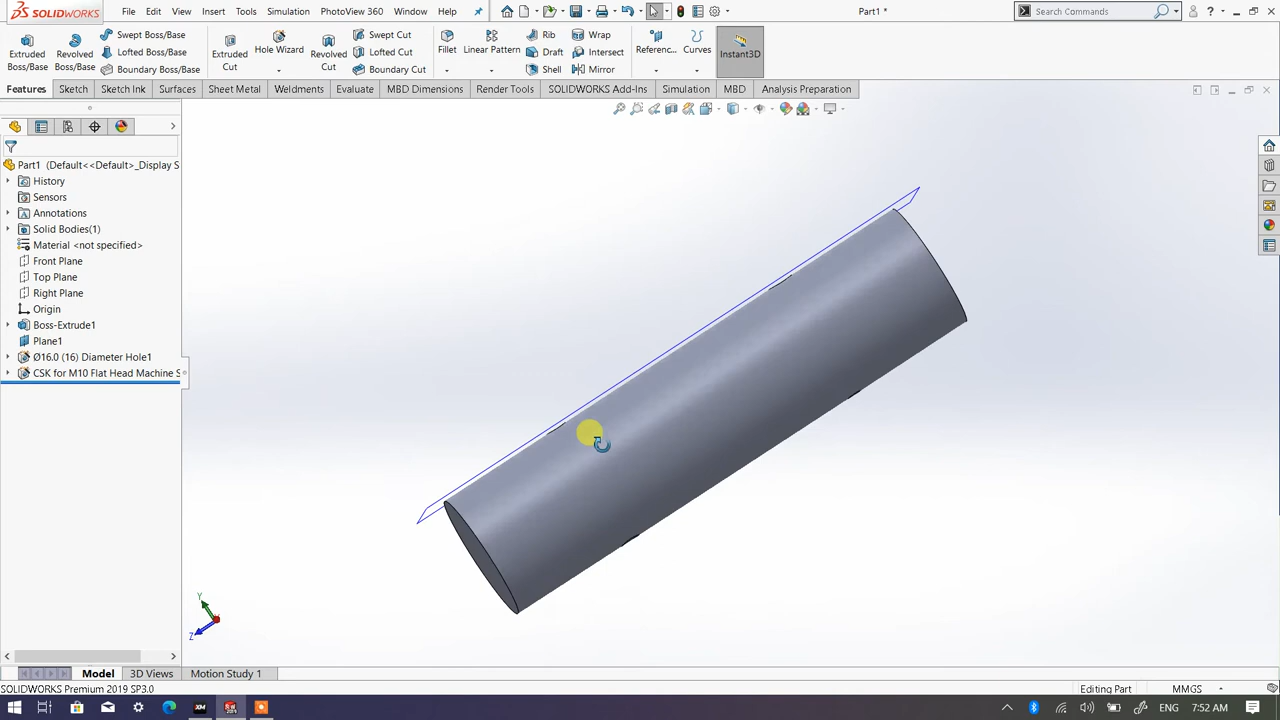 SOLIDWORKS File Edit View Insert Tools Simulation PhotoView 360 Window Help Part1 * Search Commands
Extruded Boss/Base
Revolved Boss/Base
Swept Boss/Base
Lofted Boss/Base
Boundary Boss/Base
Extruded Cut
Hole Wizard
Revolved Cut
Swept Cut
Lofted Cut
Boundary Cut
Fillet
Linear Pattern
Rib
Draft
Shell
Wrap
Intersect
Mirror
Referenc...
Curves
Instant3D
Features Sketch Sketch Ink Surfaces Sheet Metal Weldments Evaluate MBD Dimensions Render Tools SOLIDWORKS Add-Ins Simulation MBD Analysis Preparation
Part1 (Default<<Default>_Display S
History
Sensors
Annotations
Solid Bodies(1)
Material <not specified>
Front Plane
Top Plane
Right Plane
Origin
Boss-Extrude1
Plane1
Ø16.0 (16) Diameter Hole1
CSK for M10 Flat Head Machine S
Y
Z
Model 3D Views Motion Study 1
SOLIDWORKS Premium 2019 SP3.0 Editing Part MMGS
ENG 7:52 AM